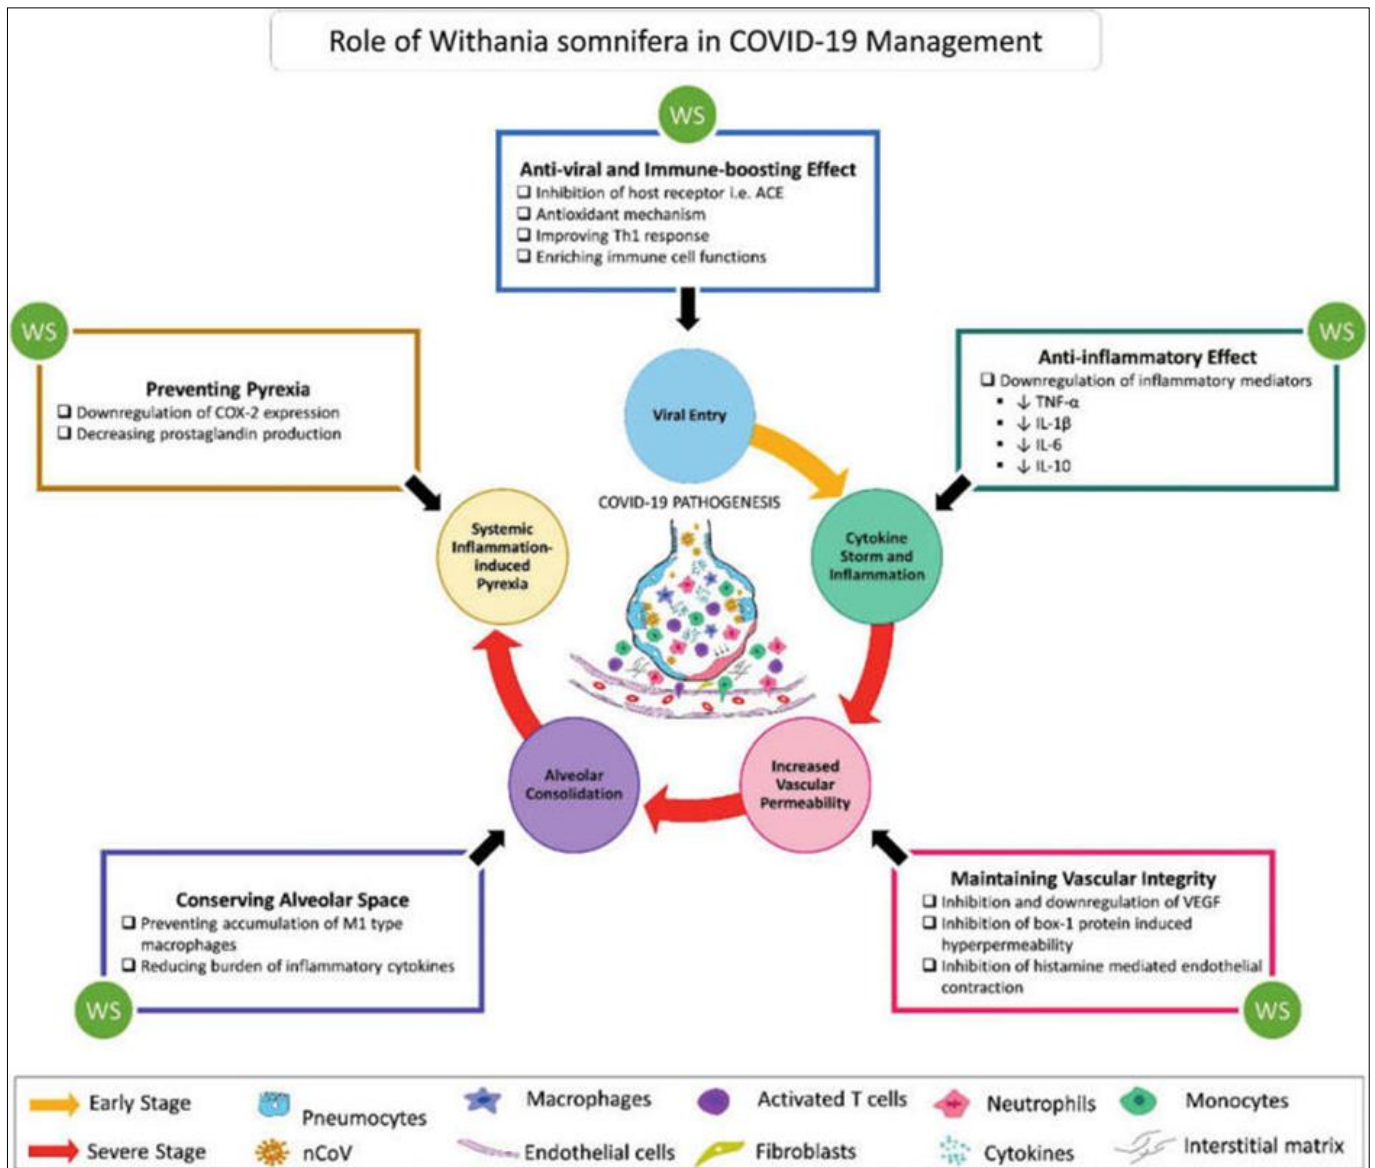 Role of Withania somnifera in COVID-19 Management
WS
Anti-viral and Immune-boosting Effect
❑ Inhibition of host receptor i.e. ACE
❑ Antioxidant mechanism
❑ Improving Th1 response
❑ Enriching immune cell functions
WS
Preventing Pyrexia
❑ Downregulation of COX-2 expression
❑ Decreasing prostaglandin production
WS
Anti-inflammatory Effect
❑ Downregulation of inflammatory mediators
▪ ↓ TNF-α
▪ ↓ IL-1β
▪ ↓ IL-6
▪ ↓ IL-10
Viral Entry
COVID-19 PATHOGENESIS
Systemic
Inflammation-
induced
Pyrexia
Cytokine
Storm and
Inflammation
Alveolar
Consolidation
Increased
Vascular
Permeability
Conserving Alveolar Space
❑ Preventing accumulation of M1 type
macrophages
❑ Reducing burden of inflammatory cytokines
WS
Maintaining Vascular Integrity
❑ Inhibition and downregulation of VEGF
❑ Inhibition of box-1 protein induced
hyperpermeability
❑ Inhibition of histamine mediated endothelial
contraction
WS
Early Stage
Pneumocytes
Macrophages
Activated T cells
Neutrophils
Monocytes
Severe Stage
nCoV
Endothelial cells
Fibroblasts
Cytokines
Interstitial matrix